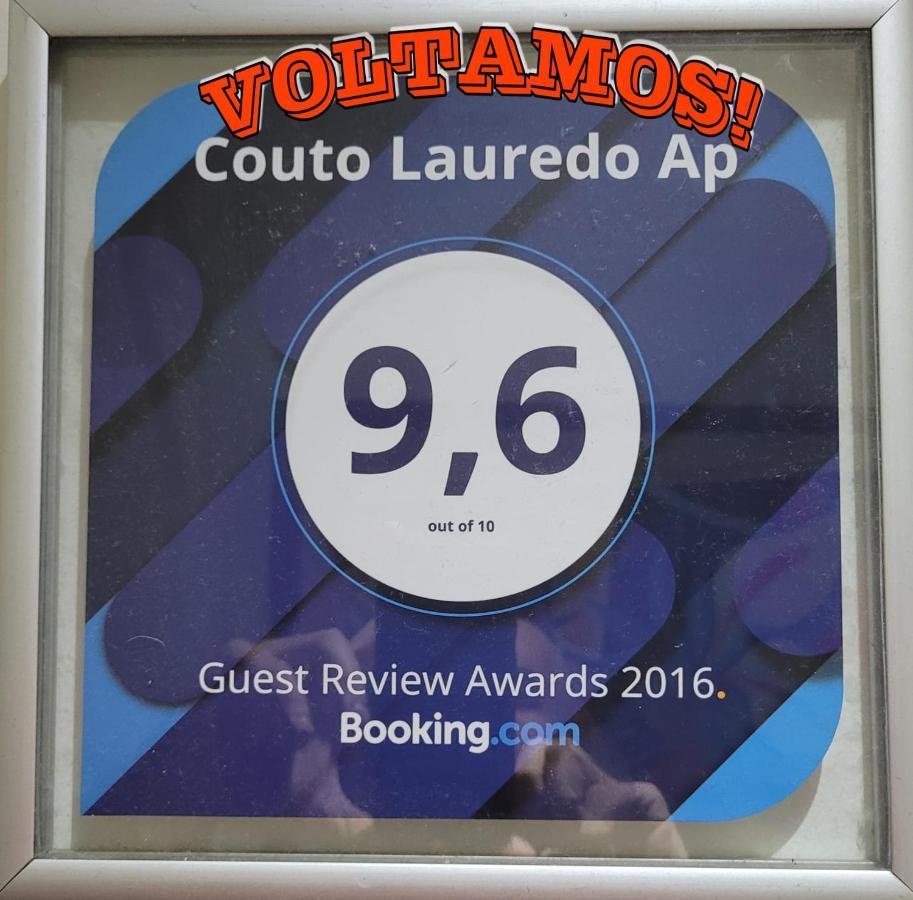 VOLTAMOS!
Couto Lauredo Ap
9,6
out of 10
Guest Review Awards 2016.
Booking.com